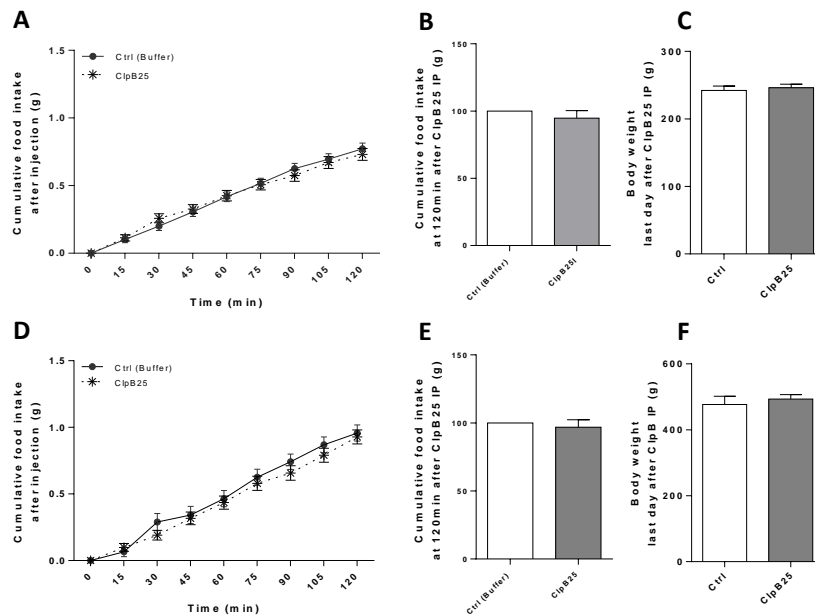 A
Ctrl (Buffer)
ClpB25
Cumulative food intake
after injection (g)
1.5
1.0
0.5
0.0
0
15
30
45
60
75
90
105
120
Time (min)
B
Cumulative food intake
at 120min after ClpB25 IP (g)
150
100
50
0
Ctrl (Buffer)
ClpB25I
C
Body weight
last day after ClpB25 IP (g)
300
200
100
0
Ctrl
ClpB25
D
Ctrl (Buffer)
ClpB25
Cumulative food intake
after injection (g)
1.5
1.0
0.5
0.0
0
15
30
45
60
75
90
105
120
Time (min)
E
Cumulative food intake
at 120min after ClpB25 IP (g)
150
100
50
0
Ctrl (Buffer)
ClpB25
F
Body weight
last day after ClpB IP (g)
600
400
200
0
Ctrl
ClpB25